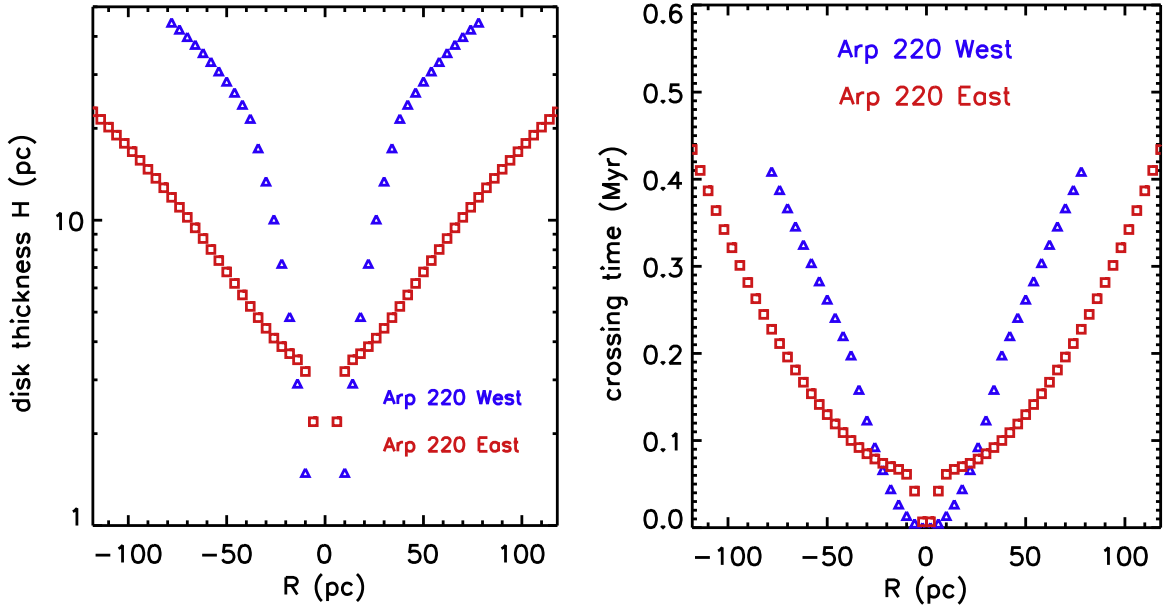 disk thickness H (pc)
10
1
Arp 220 West
Arp 220 East
−100
−50
0
50
100
R (pc)
crossing time (Myr)
0.6
0.5
0.4
0.3
0.2
0.1
0.0
Arp 220 West
Arp 220 East
−100
−50
0
50
100
R (pc)